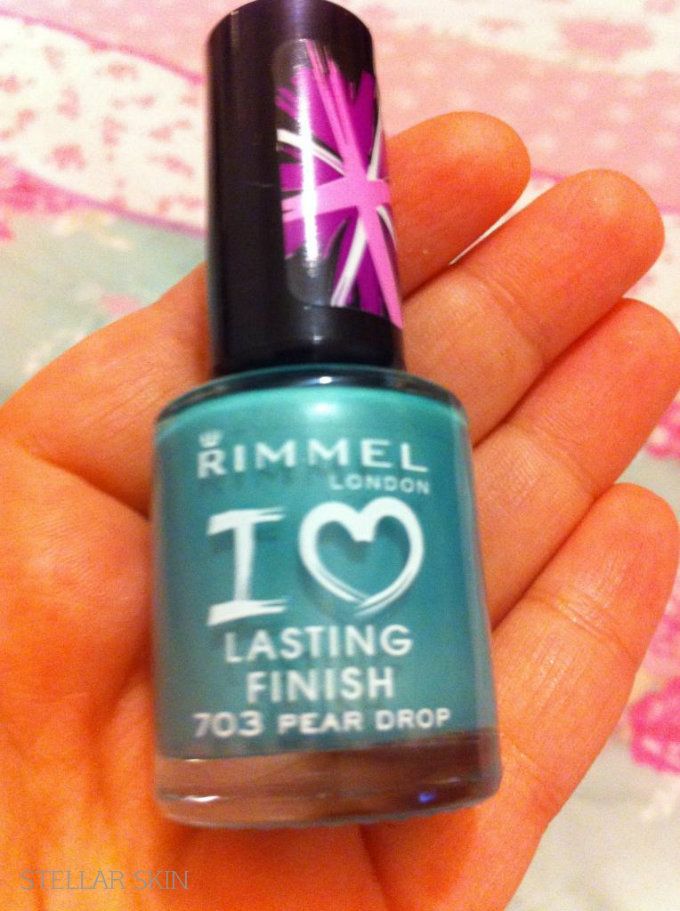 RIMMEL
LONDON
I ♡
LASTING
FINISH
703 PEAR DROP
STELLAR SKIN